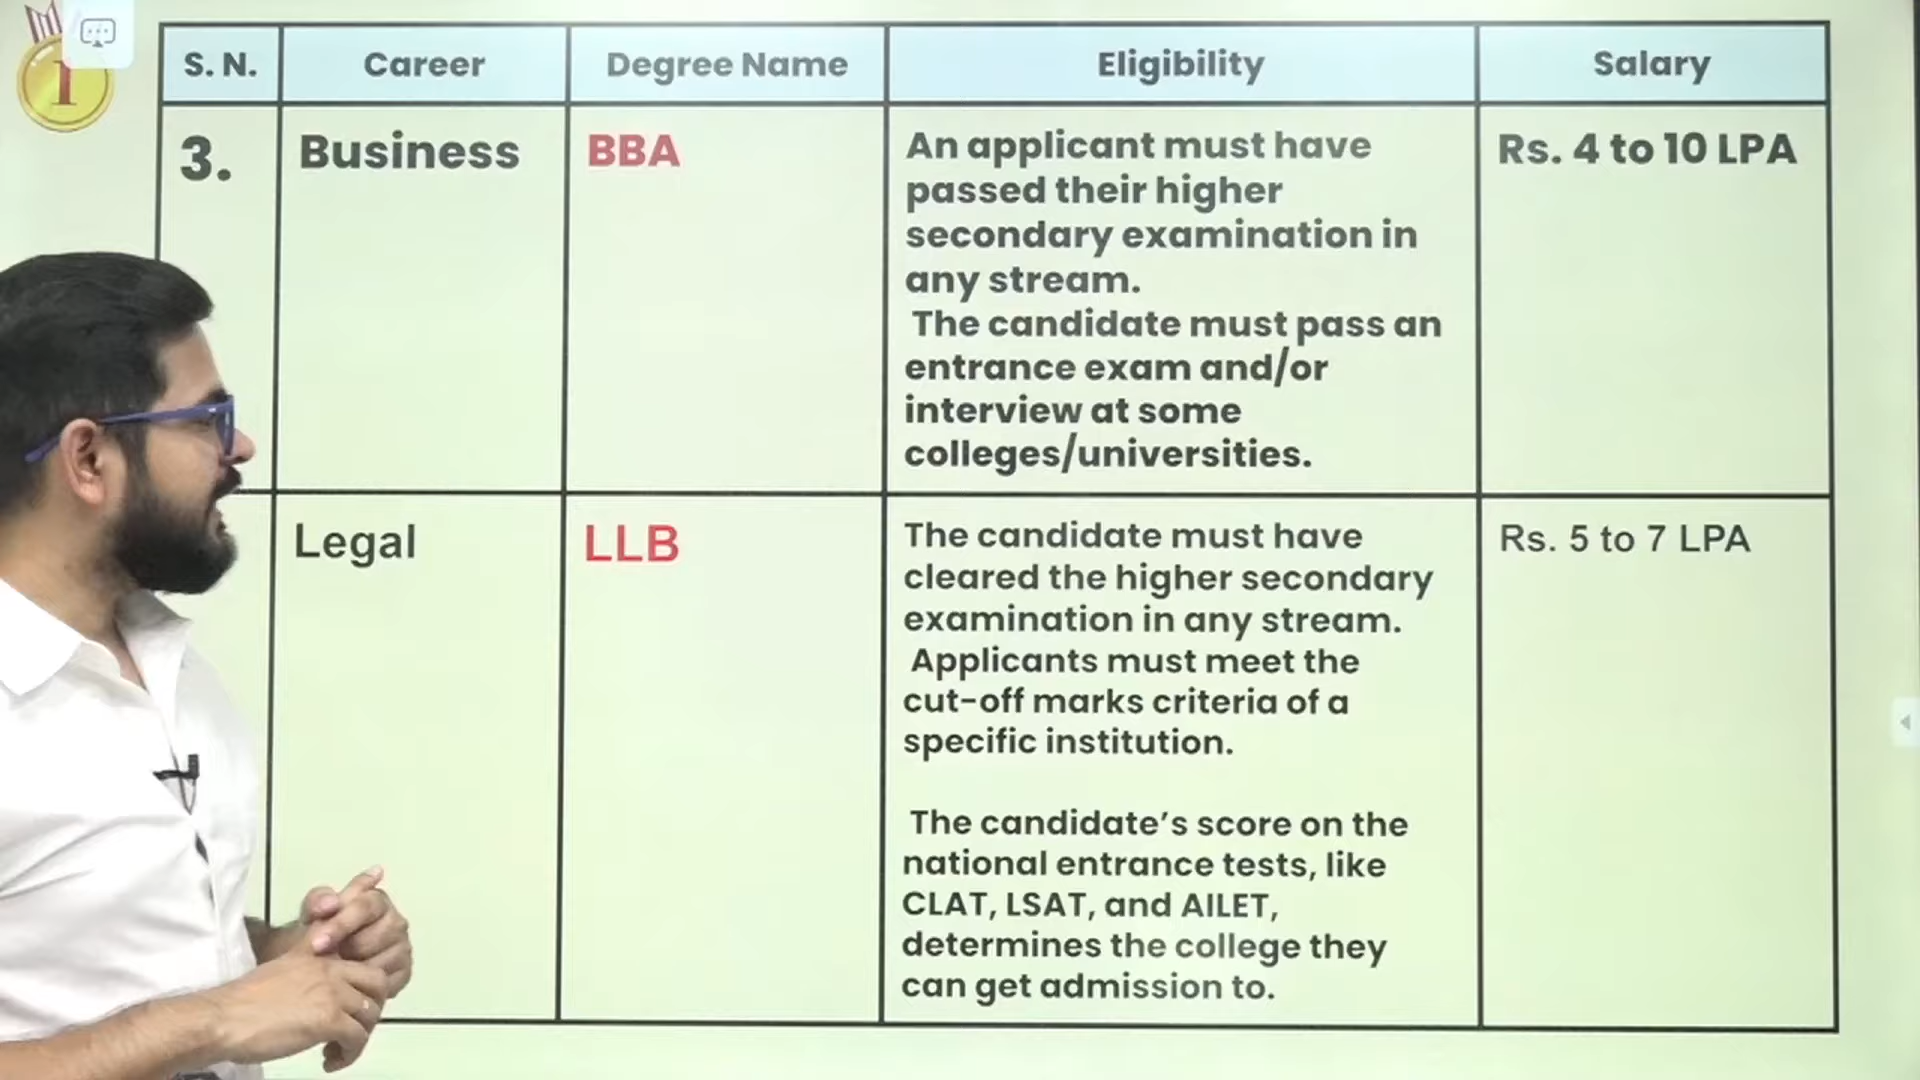 1
S. N. Career Degree Name Eligibility Salary
3. Business BBA An applicant must have Rs. 4 to 10 LPA
passed their higher
secondary examination in
any stream.
The candidate must pass an
entrance exam and/or
interview at some
colleges/universities.
Legal LLB The candidate must have Rs. 5 to 7 LPA
cleared the higher secondary
examination in any stream.
Applicants must meet the
cut-off marks criteria of a
specific institution.
The candidate’s score on the
national entrance tests, like
CLAT, LSAT, and AILET,
determines the college they
can get admission to.